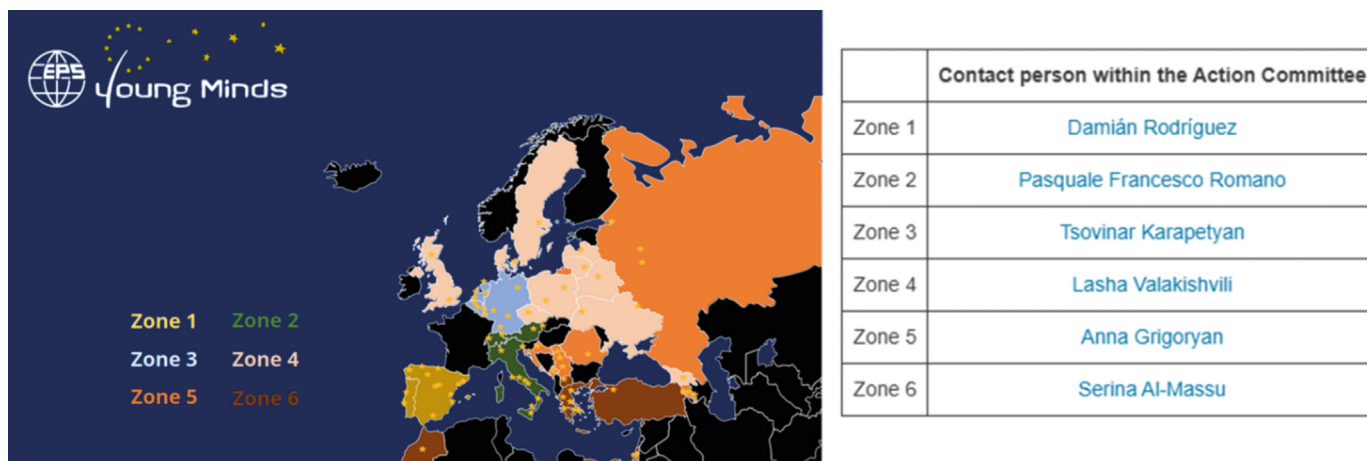 EPS
Young Minds
Zone 1 Zone 2
Zone 3 Zone 4
Zone 5 Zone 6
Contact person within the Action Committee
Zone 1 Damián Rodríguez
Zone 2 Pasquale Francesco Romano
Zone 3 Tsovinar Karapetyan
Zone 4 Lasha Valakishvili
Zone 5 Anna Grigoryan
Zone 6 Serina Al-Massu